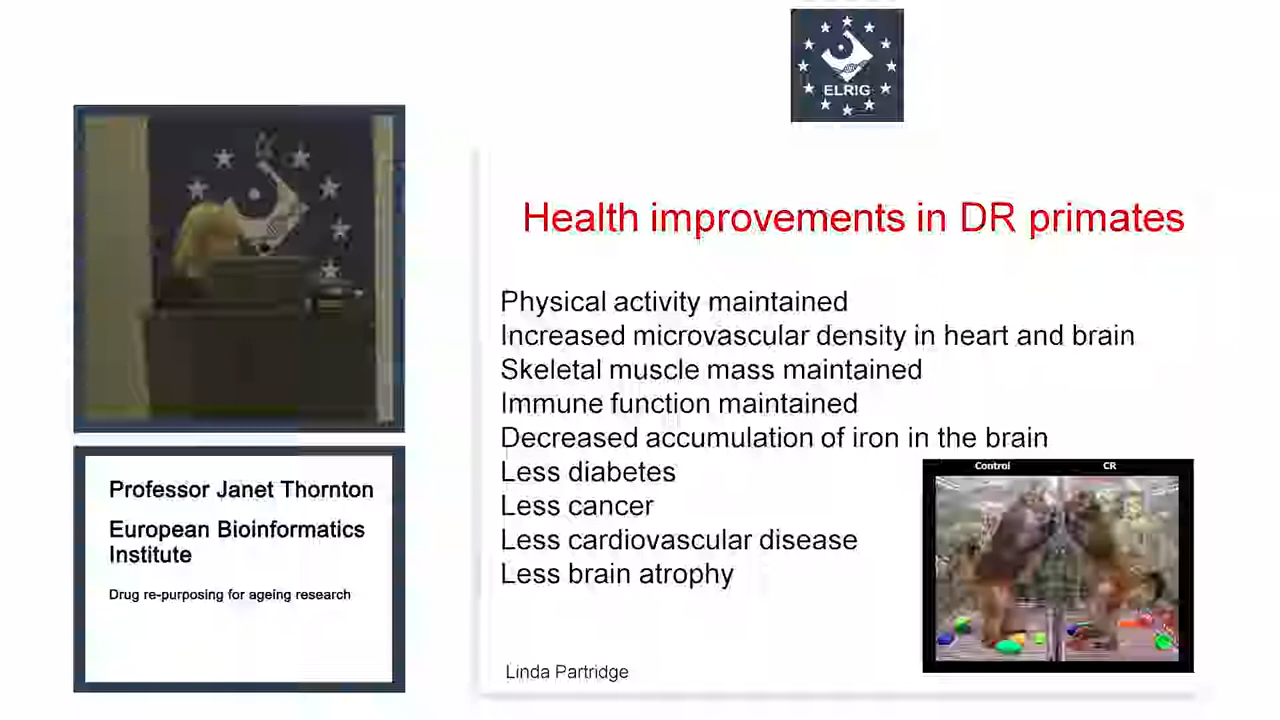 ELRIG
Health improvements in DR primates
Physical activity maintained
Increased microvascular density in heart and brain
Skeletal muscle mass maintained
Immune function maintained
Decreased accumulation of iron in the brain
Less diabetes
Less cancer
Less cardiovascular disease
Less brain atrophy
Control CR
Linda Partridge
Professor Janet Thornton
European Bioinformatics
Institute
Drug re-purposing for ageing research